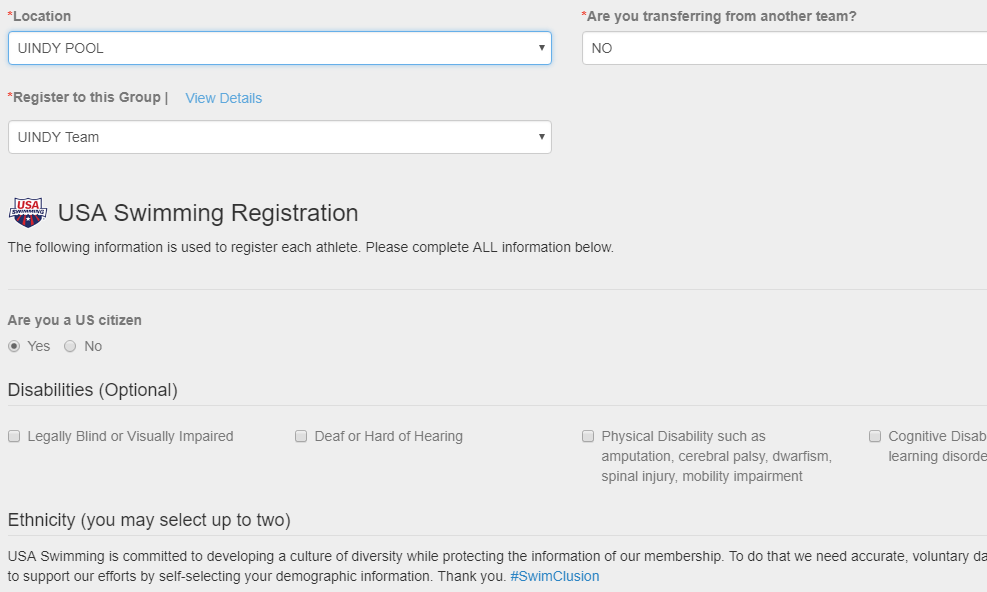 *Location
*Are you transferring from another team?
UINDY POOL
NO
*Register to this Group | View Details
UINDY Team
USA SWIMMING
USA Swimming Registration
The following information is used to register each athlete. Please complete ALL information below.
Are you a US citizen
Yes No
Disabilities (Optional)
Legally Blind or Visually Impaired
Deaf or Hard of Hearing
Physical Disability such as
amputation, cerebral palsy, dwarfism,
spinal injury, mobility impairment
Cognitive Disab
learning disorde
Ethnicity (you may select up to two)
USA Swimming is committed to developing a culture of diversity while protecting the information of our membership. To do that we need accurate, voluntary da
to support our efforts by self-selecting your demographic information. Thank you. #SwimClusion